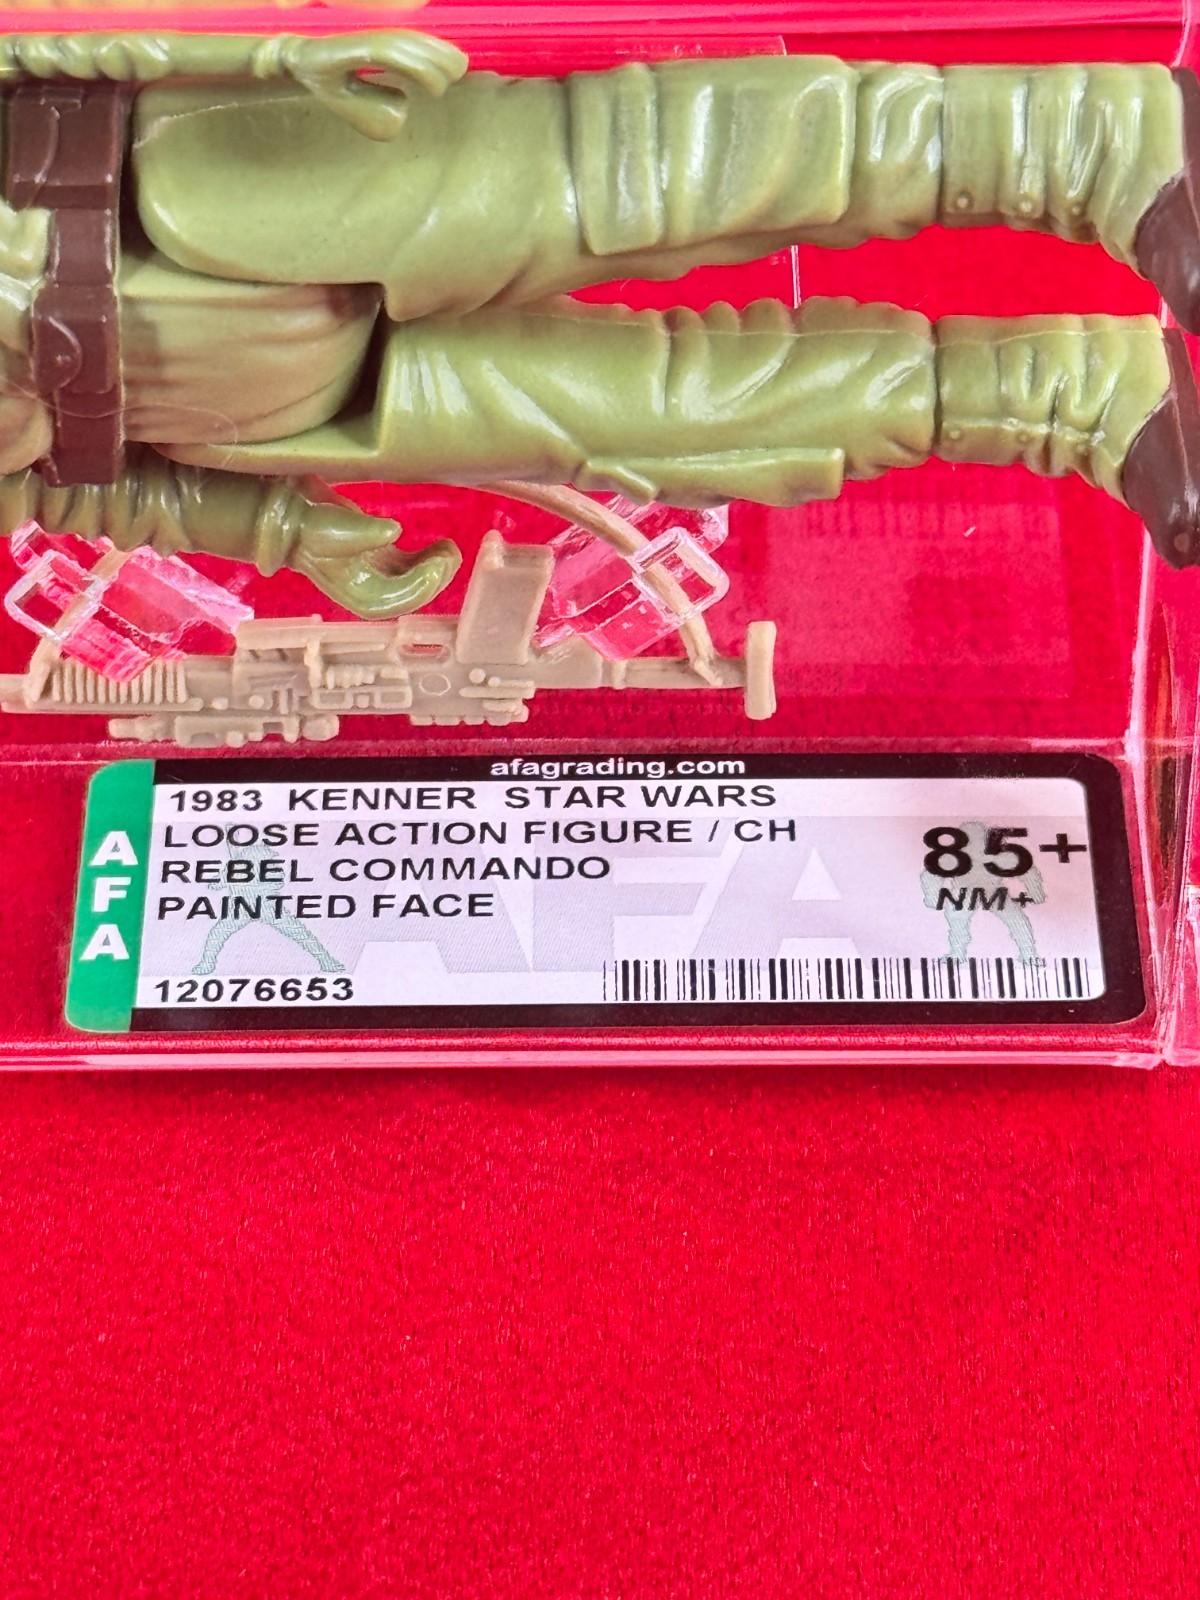 afagrading.com
1983 KENNER STAR WARS
LOOSE ACTION FIGURE / CH
REBEL COMMANDO
PAINTED FACE
85+
NM+
12076653
AFA
AFA